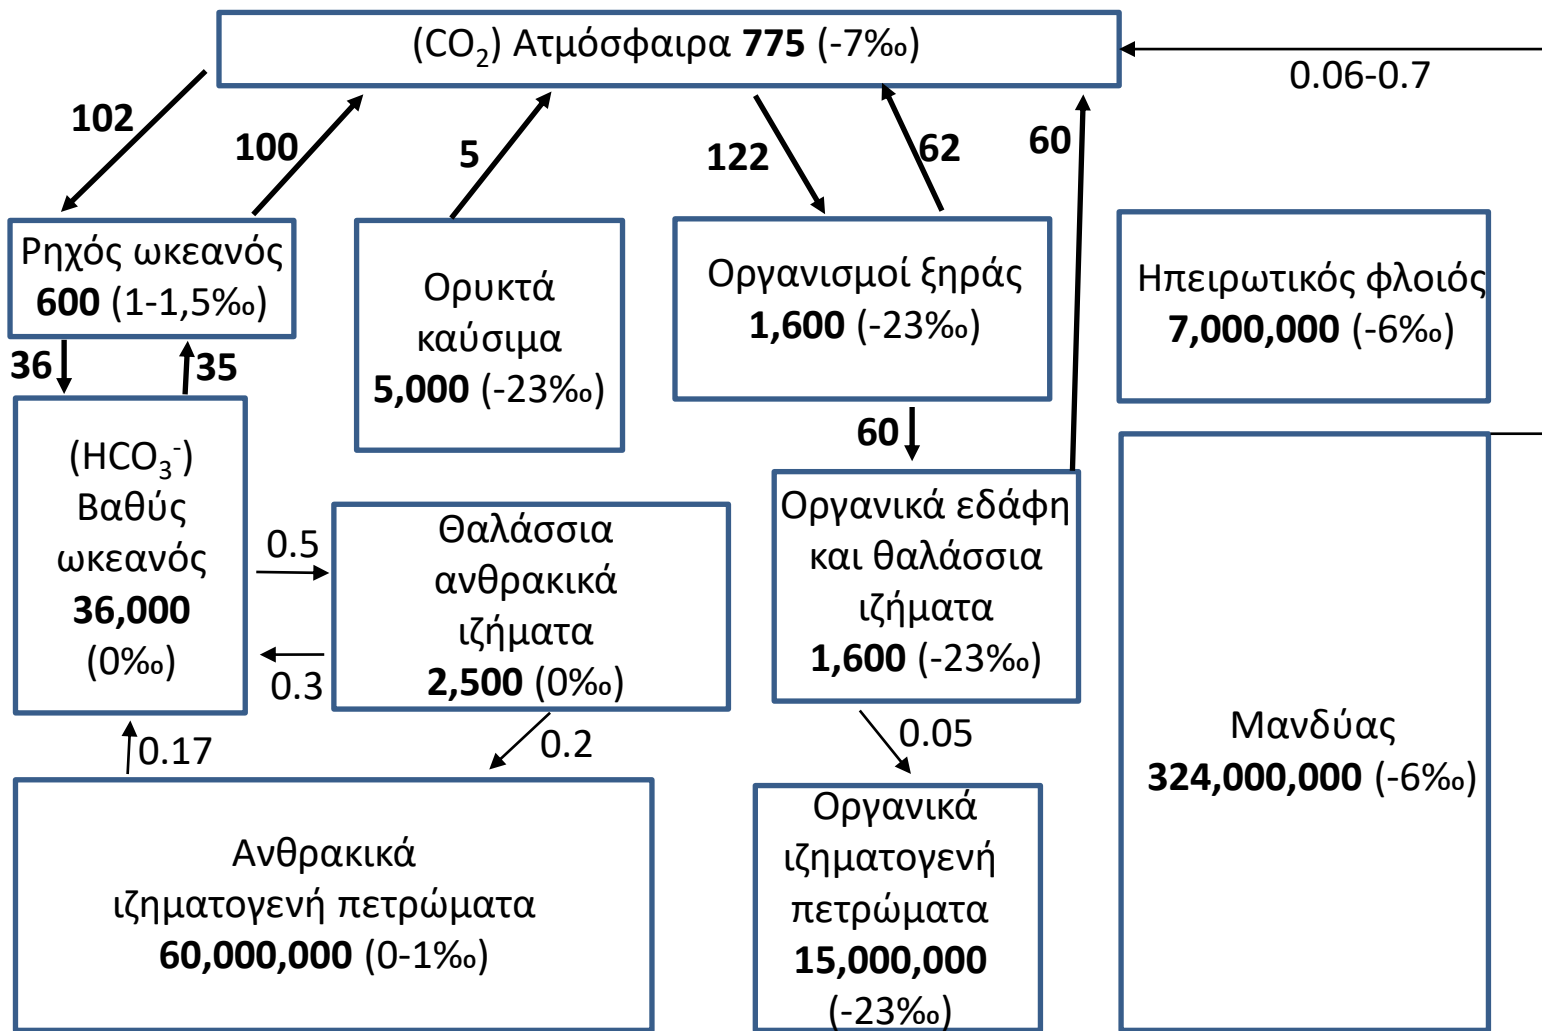 (CO₂) Ατμόσφαιρα 775 (-7‰)
0.06-0.7
102
100
5
122
62
60
Ρηχός ωκεανός
600 (1-1,5‰)
Ορυκτά
καύσιμα
5,000 (-23‰)
Οργανισμοί ξηράς
1,600 (-23‰)
Ηπειρωτικός φλοιός
7,000,000 (-6‰)
36
35
60
(HCO₃⁻)
Βαθύς
ωκεανός
36,000
(0‰)
0.5
0.3
Θαλάσσια
ανθρακικά
ιζήματα
2,500 (0‰)
Οργανικά εδάφη
και θαλάσσια
ιζήματα
1,600 (-23‰)
0.17
0.2
0.05
Μανδύας
324,000,000 (-6‰)
Ανθρακικά
ιζηματογενή πετρώματα
60,000,000 (0-1‰)
Οργανικά
ιζηματογενή
πετρώματα
15,000,000
(-23‰)